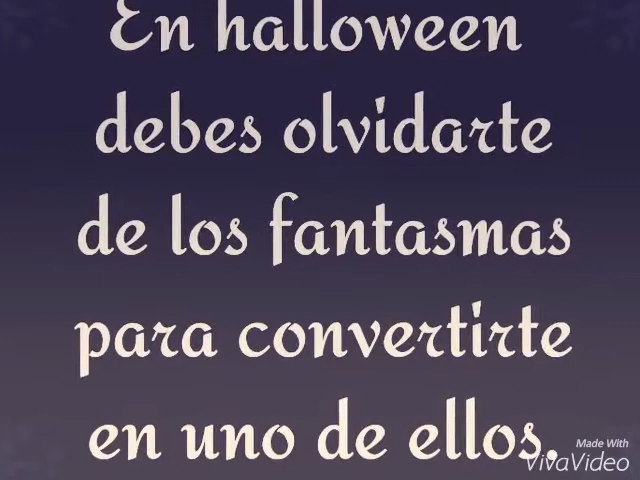 En halloween
debes olvidarte
de los fantasmas
para convertirte
en uno de ellos.
Made With
VivaVideo